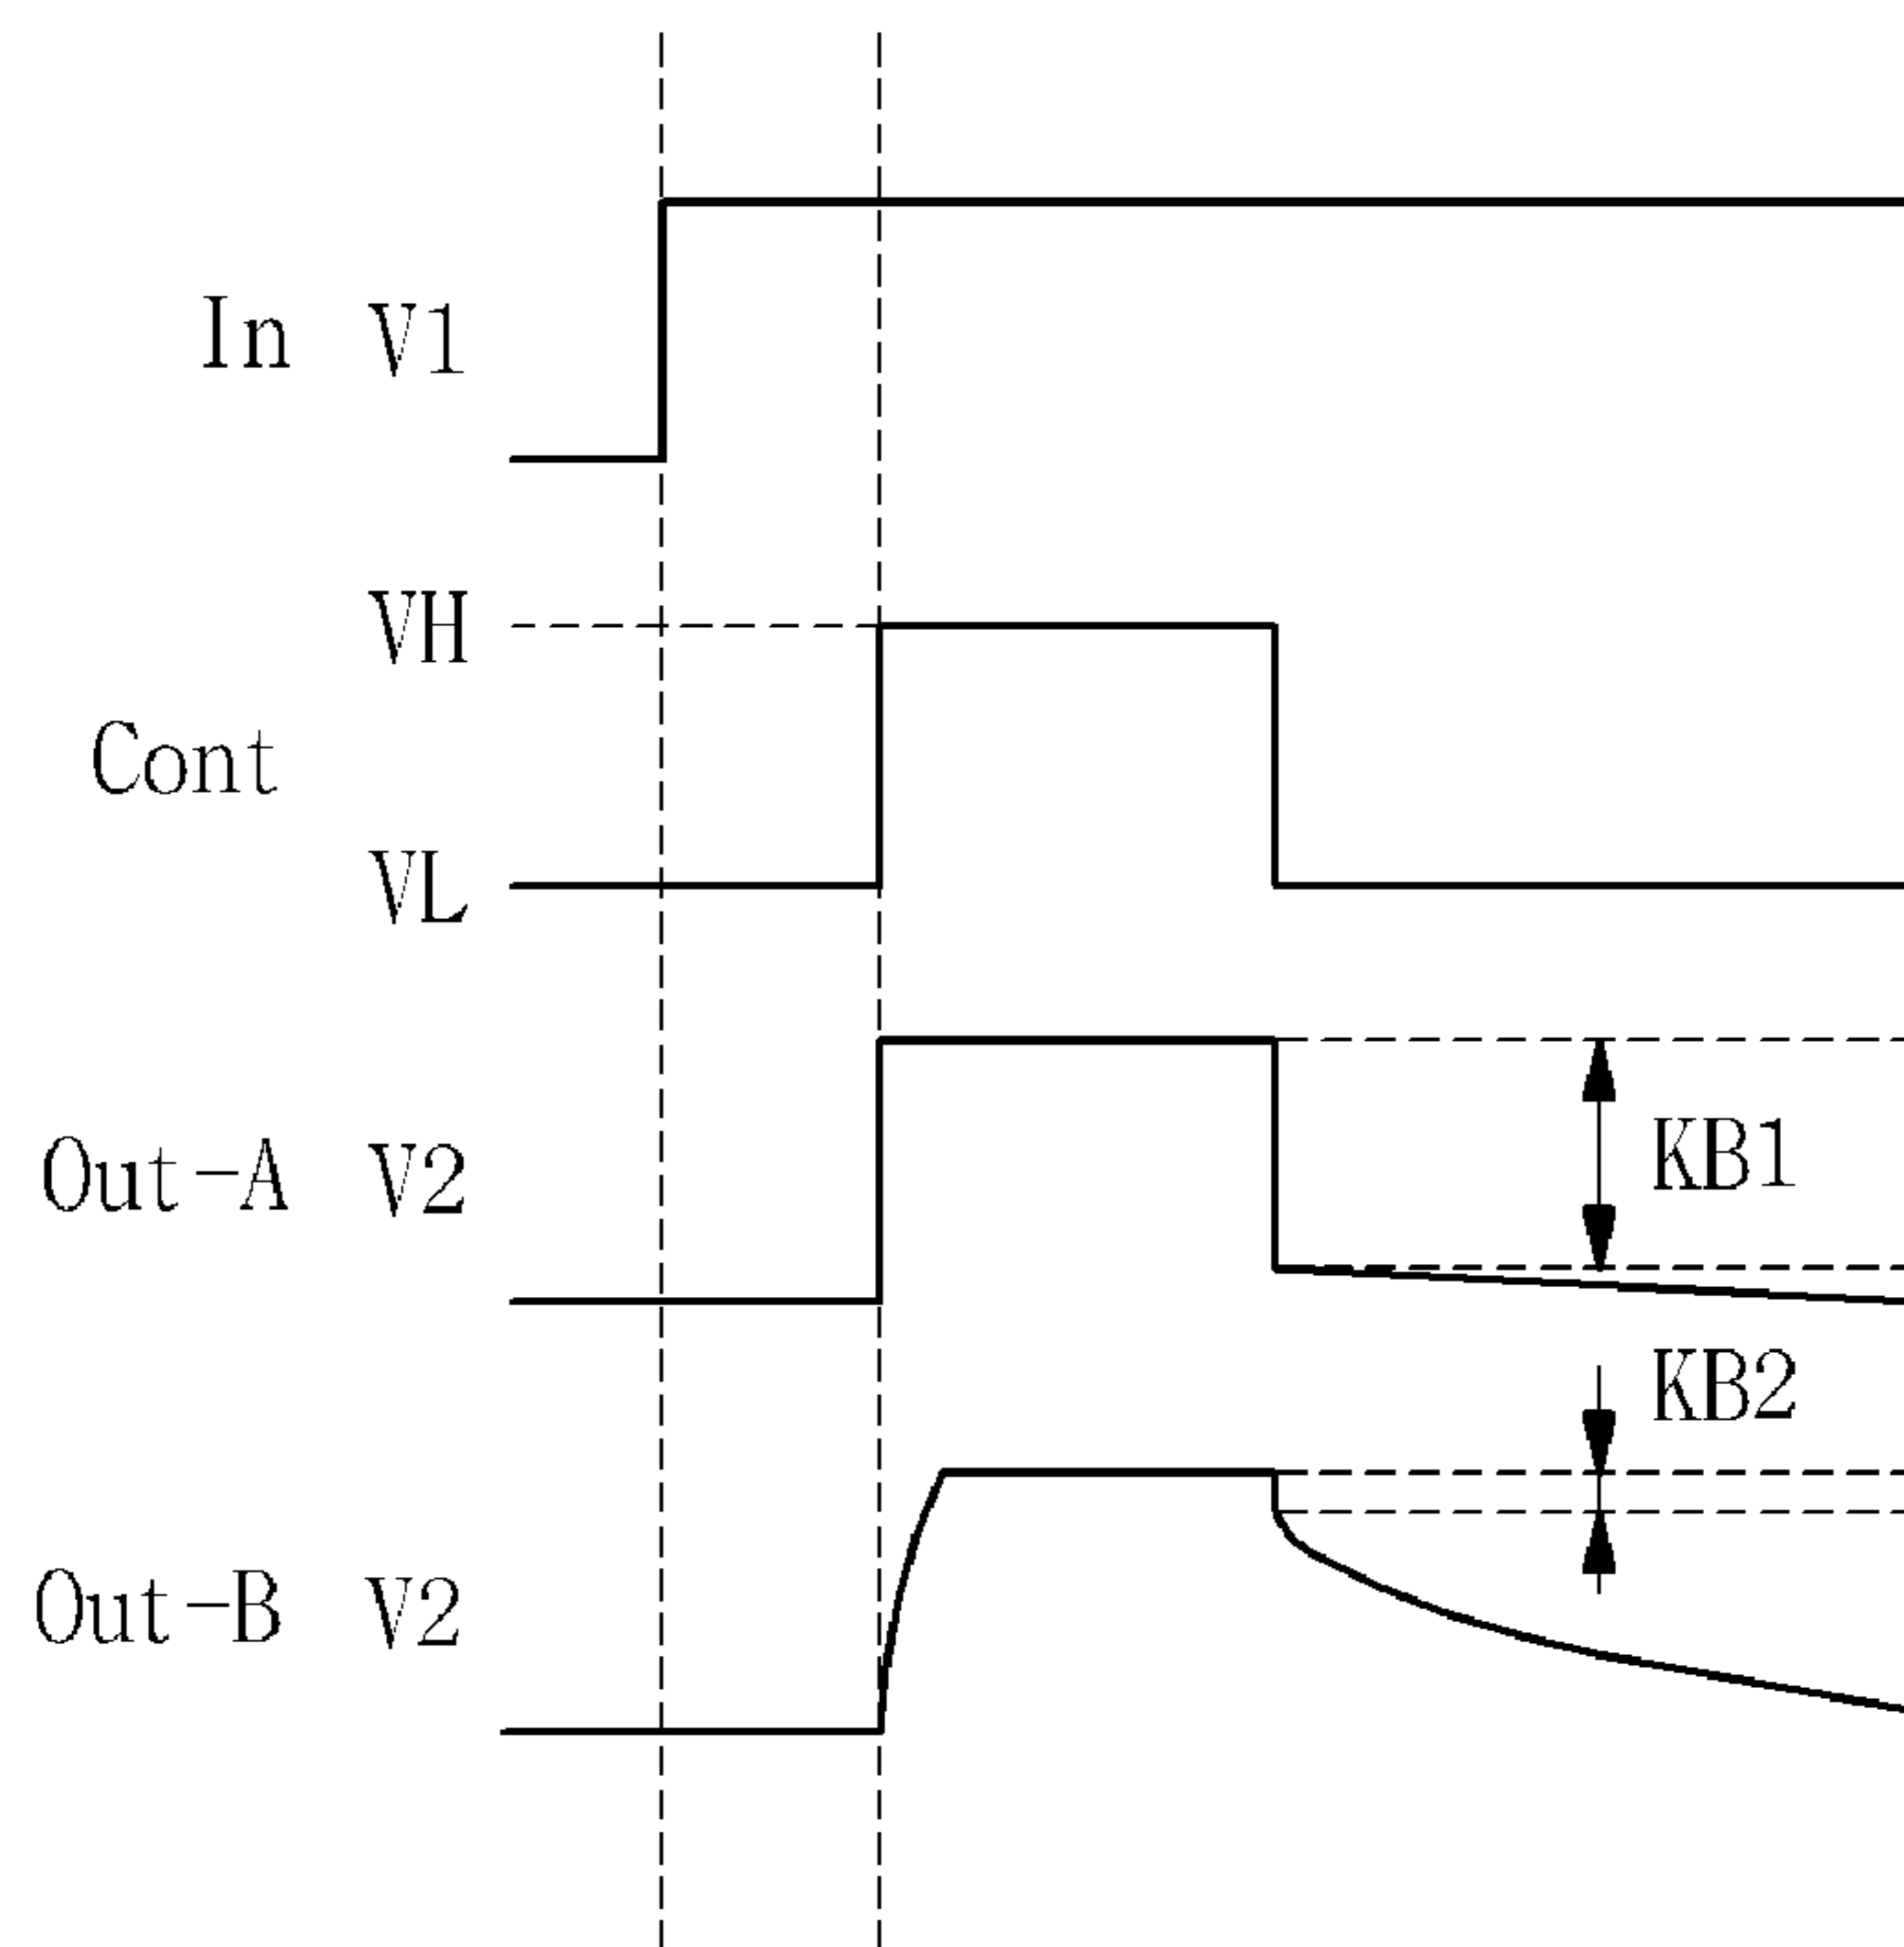 In V1
VH
Cont
VL
Out-A V2
KB1
KB2
Out-B V2